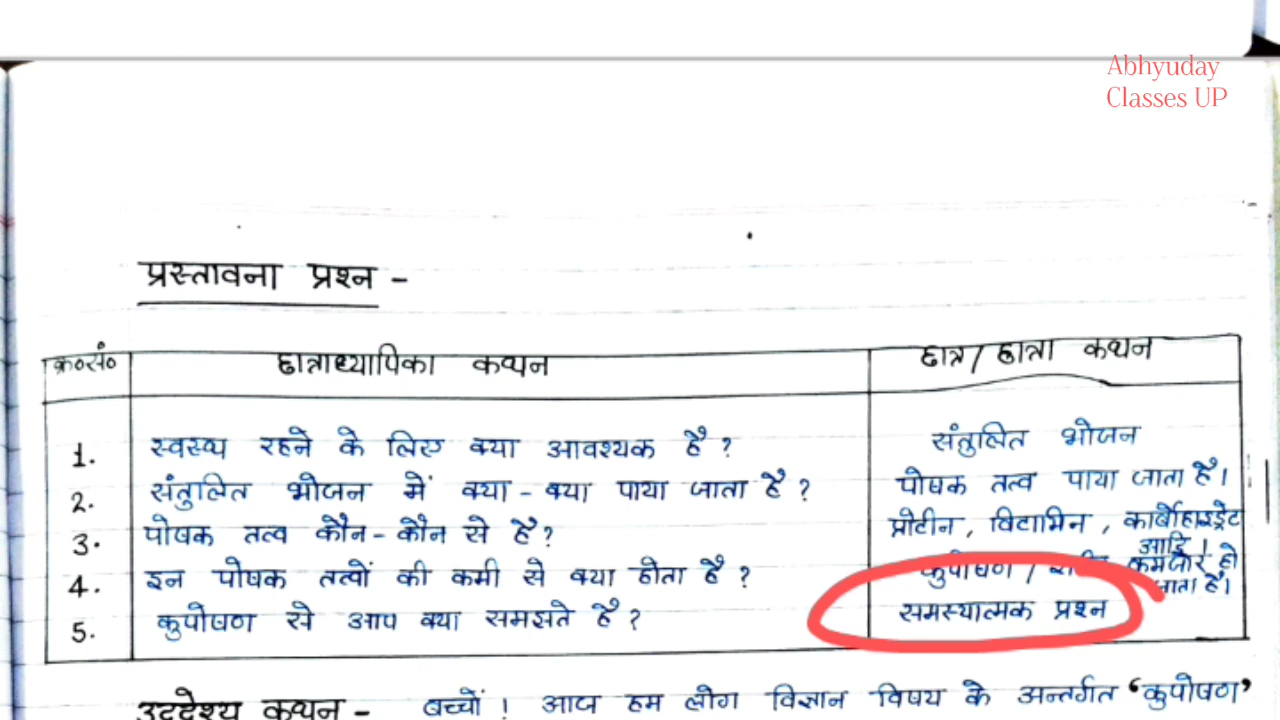 Abhyuday
Classes UP
प्रस्तावना प्रश्न -
क्र०सं० छात्राध्यापिका कथन छात्र/छात्रा कथन
1. स्वस्थ्य रहने के लिए क्या आवश्यक है ? संतुलित भोजन
2. संतुलित भोजन में क्या - क्या पाया जाता है ? पोषक तत्व पाया जाता है।
3. पोषक तत्व कौन - कौन से है ? प्रोटीन, विटामिन, कार्बोहाइड्रेट
आदि।
4. इन पोषक तत्वों की कमी से क्या होता है ? कुपोषण / कमजोर हो
जाता है।
5. कुपोषण से आप क्या समझते है ? समस्यात्मक प्रश्न
उद्देश्य कथन - बच्चों ! आज हम लोग विज्ञान विषय के अन्तर्गत ‘कुपोषण’